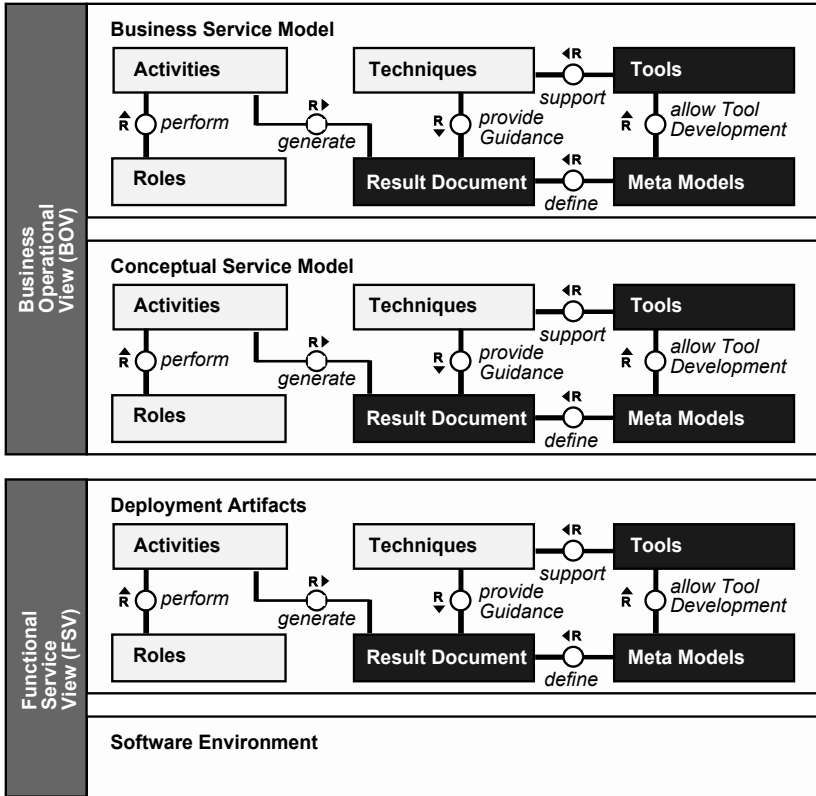 Business
Operational
View (BOV)
Business Service Model
Activities
Techniques
Tools
R
R
perform
R
generate
R
provide
Guidance
R
support
allow Tool
Development
Roles
Result Document
R
define
Meta Models
Conceptual Service Model
Activities
Techniques
Tools
R
R
perform
R
generate
R
provide
Guidance
R
support
allow Tool
Development
Roles
Result Document
R
define
Meta Models
Functional
Service
View (FSV)
Deployment Artifacts
Activities
Techniques
Tools
R
R
perform
R
generate
R
provide
Guidance
R
support
allow Tool
Development
Roles
Result Document
R
define
Meta Models
Software Environment